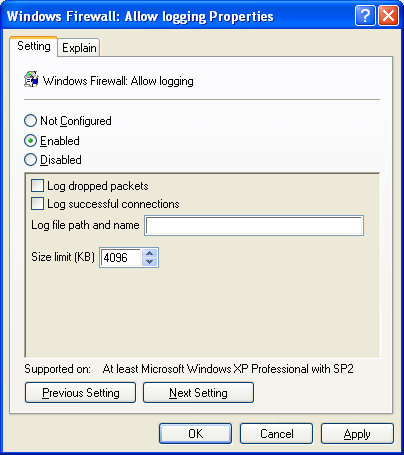 Windows Firewall: Allow logging Properties
Setting Explain
Windows Firewall: Allow logging
Not Configured
Enabled
Disabled
Log dropped packets
Log successful connections
Log file path and name
Size limit (KB) 4096
Supported on: At least Microsoft Windows XP Professional with SP2
Previous Setting Next Setting
OK Cancel Apply